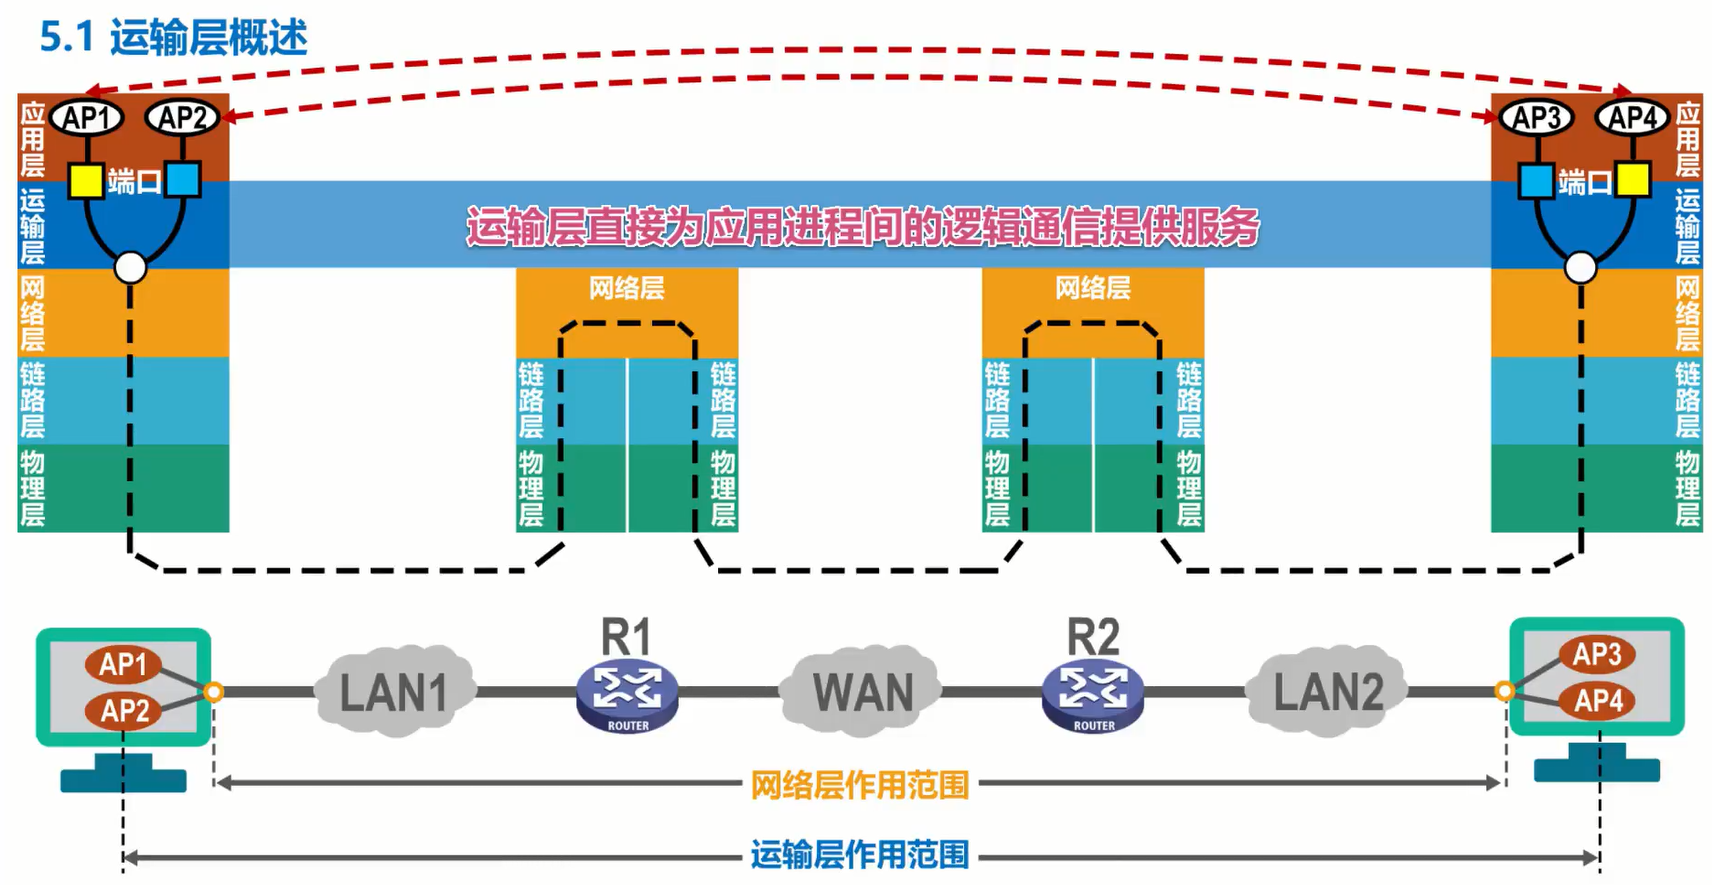 5.1 运输层概述
应用层
AP1
AP2
端口
运输层
网络层
链路层
物理层
运输层直接为应用进程间的逻辑通信提供服务
网络层
链路层
链路层
物理层
物理层
网络层
链路层
链路层
物理层
物理层
AP3
AP4
应用层
端口
运输层
网络层
链路层
物理层
AP1
AP2
LAN1
R1
ROUTER
WAN
R2
ROUTER
LAN2
AP3
AP4
网络层作用范围
运输层作用范围